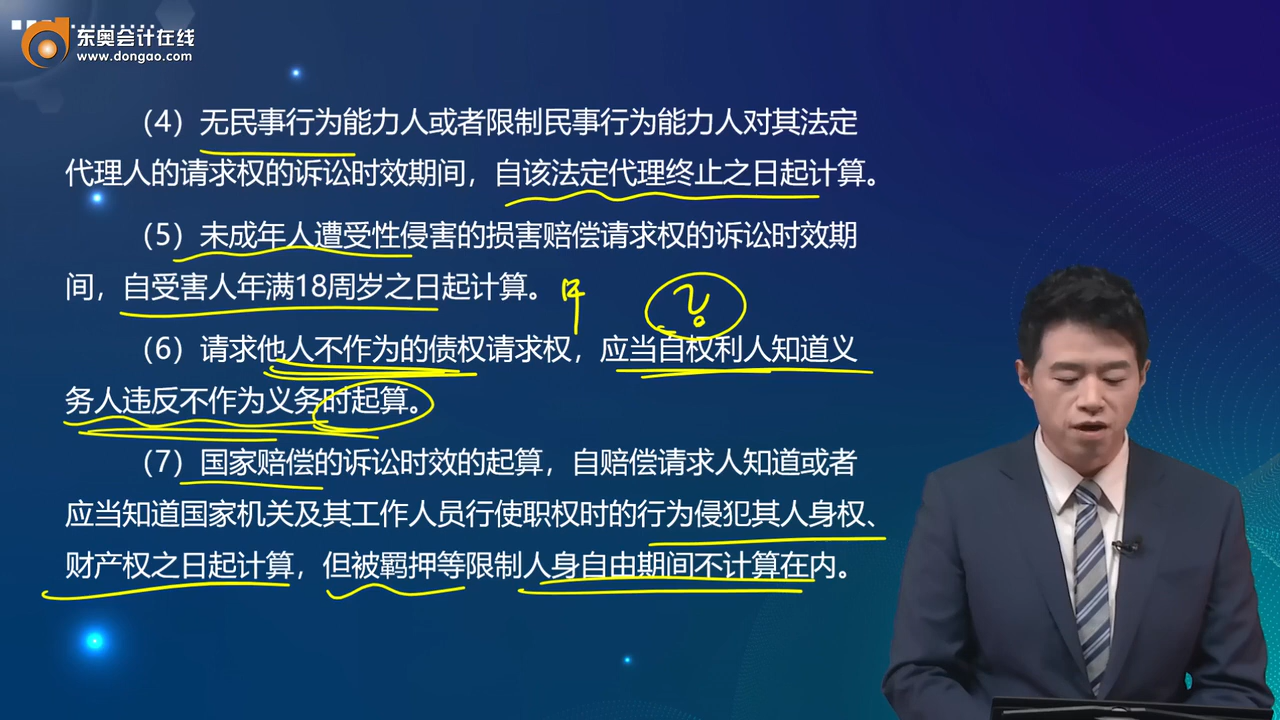 东奥会计在线
www.dongao.com
（4）无民事行为能力人或者限制民事行为能力人对其法定
代理人的请求权的诉讼时效期间，自该法定代理终止之日起计算。
（5）未成年人遭受性侵害的损害赔偿请求权的诉讼时效期
间，自受害人年满18周岁之日起计算。
？
（6）请求他人不作为的债权请求权，应当自权利人知道义
务人违反不作为义务时起算。
（7）国家赔偿的诉讼时效的起算，自赔偿请求人知道或者
应当知道国家机关及其工作人员行使职权时的行为侵犯其人身权、
财产权之日起计算，但被羁押等限制人身自由期间不计算在内。